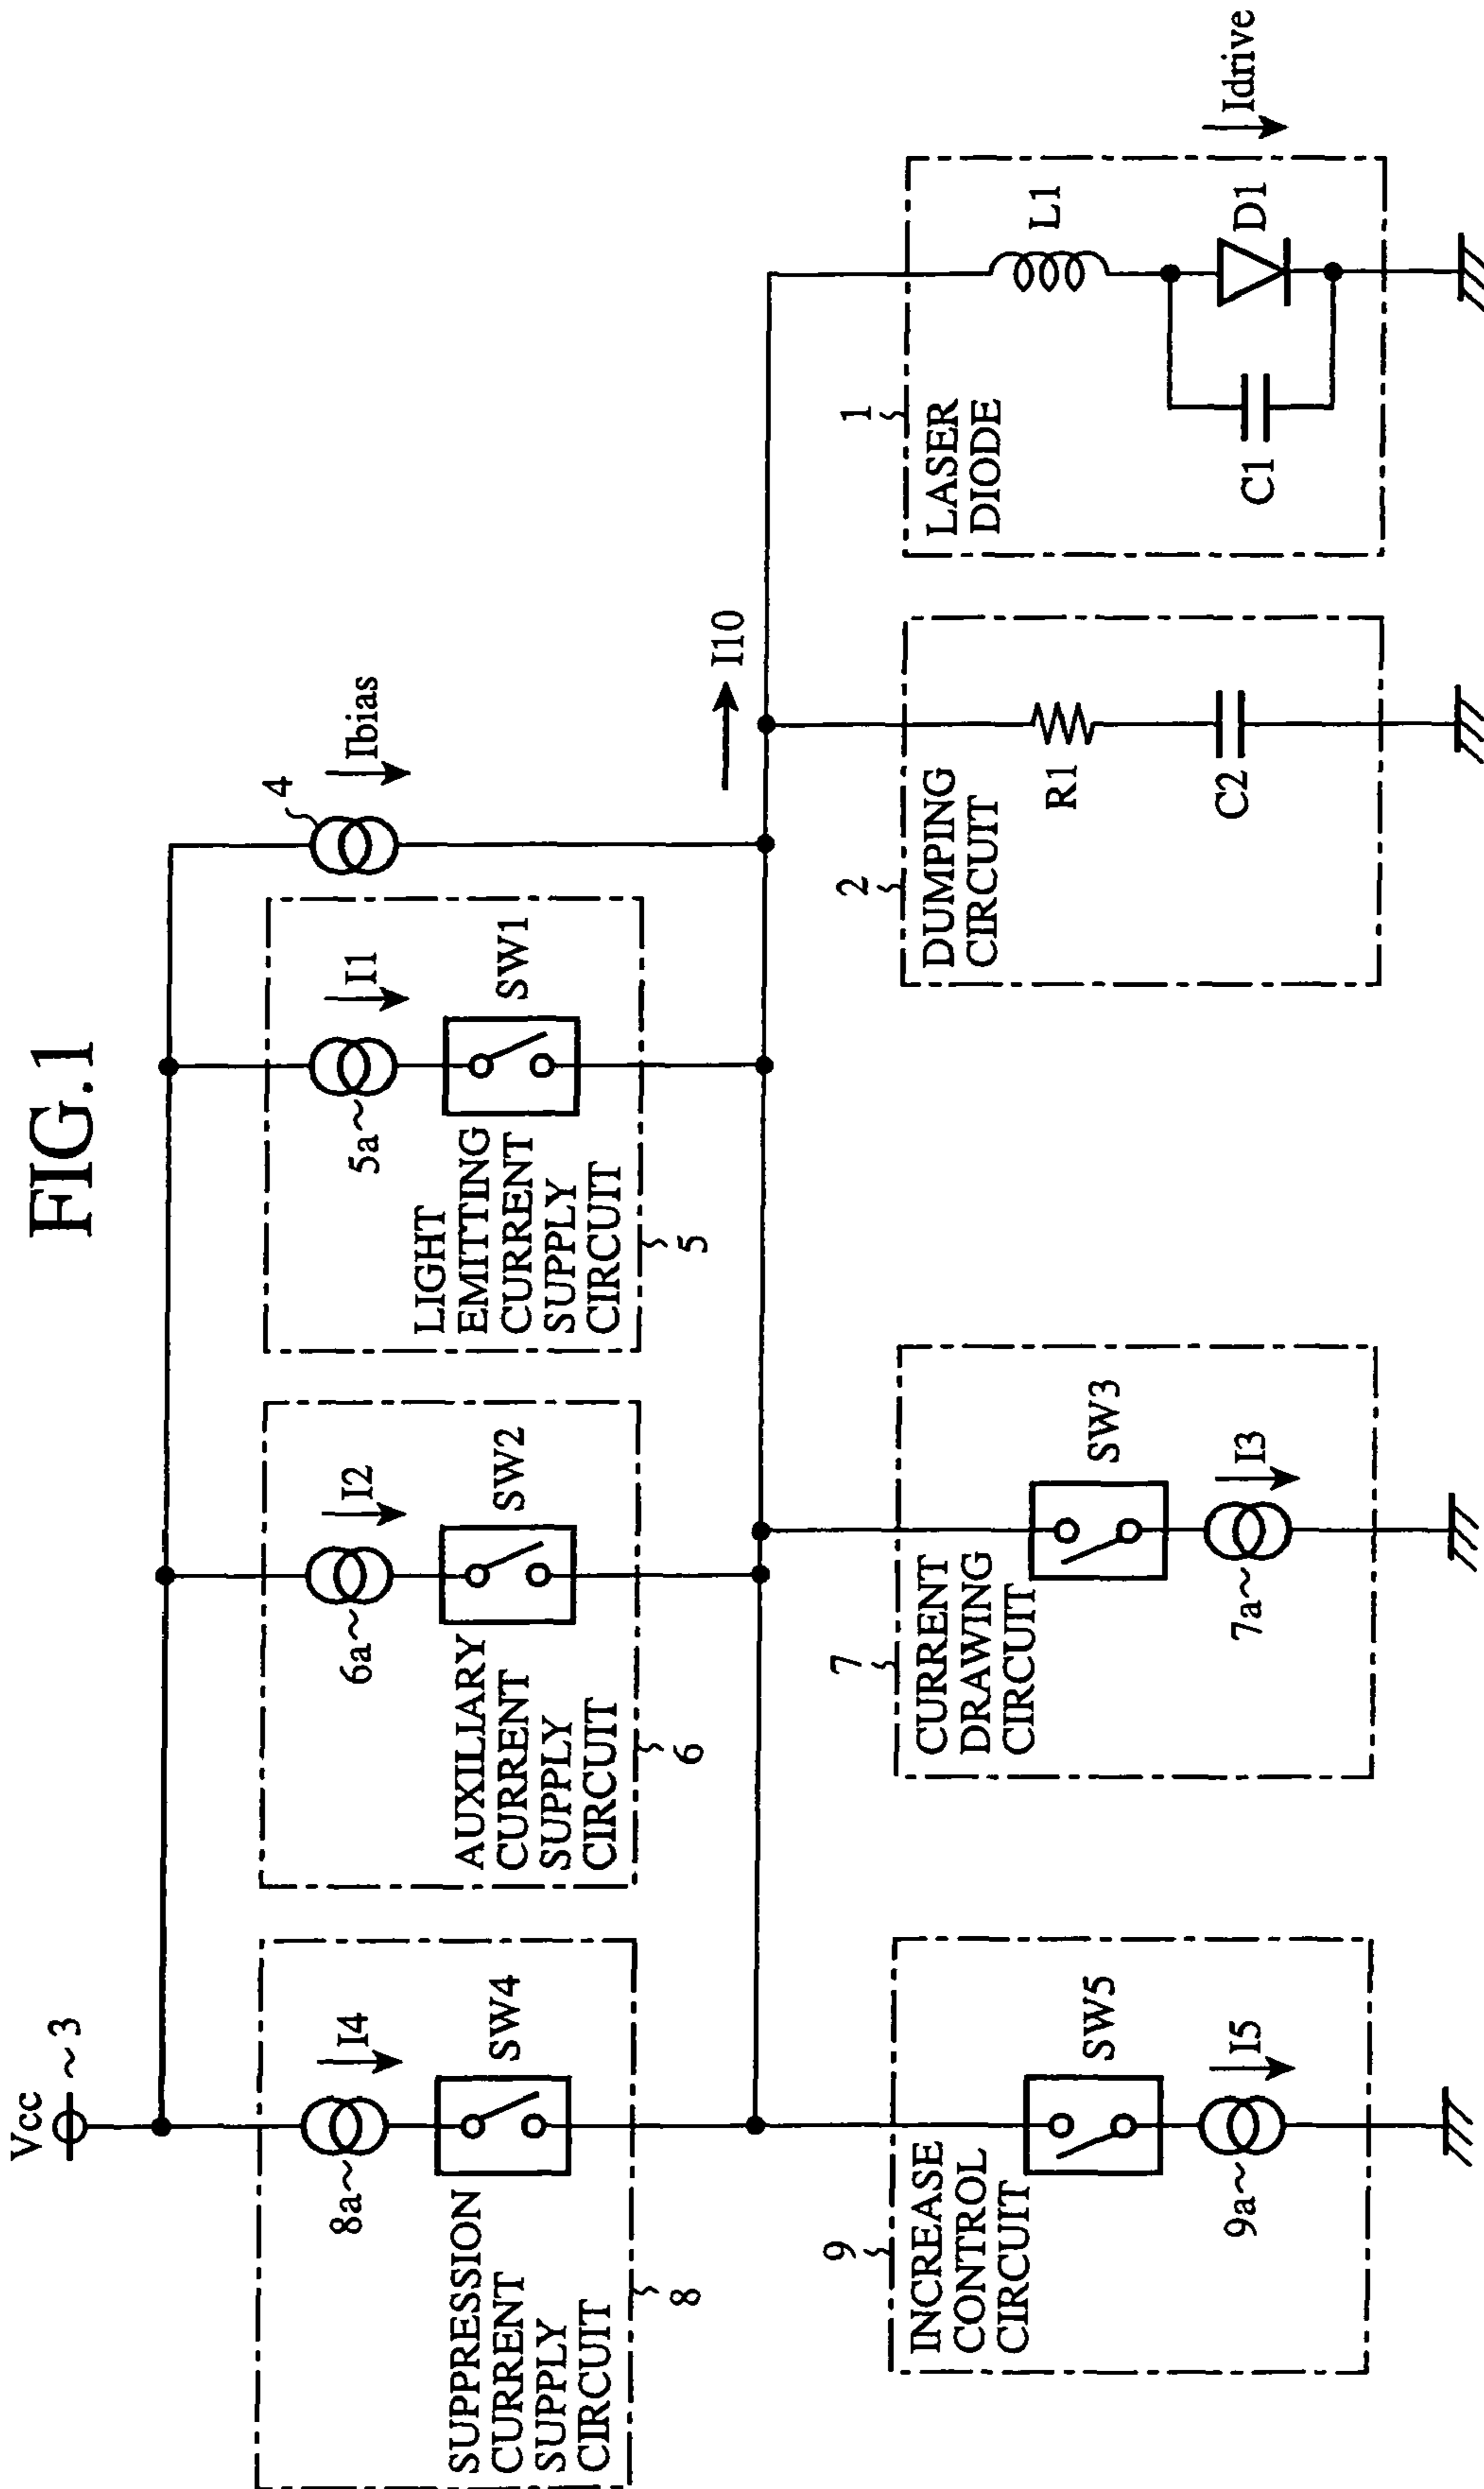 FIG.1
Vcc
3
8a
I4
SW4
SUPPRESSION
CURRENT
SUPPLY
CIRCUIT
8
6a
I2
SW2
AUXILIARY
CURRENT
SUPPLY
CIRCUIT
6
5a
I1
SW1
LIGHT
EMITTING
CURRENT
SUPPLY
CIRCUIT
5
4
Ibias
I10
9
INCREASE
CONTROL
CIRCUIT
SW5
9a
I5
7
CURRENT
DRAWING
CIRCUIT
SW3
7a
I3
2
DUMPING
CIRCUIT
R1
C2
1
LASER
DIODE
L1
C1
D1
Idrive